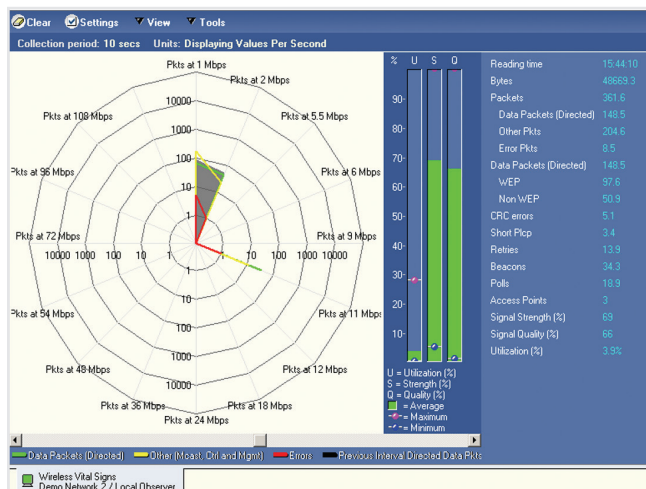 Clear Settings View Tools
Collection period: 10 secs Units: Displaying Values Per Second
Pkts at 1 Mbps
Pkts at 108 Mbps Pkts at 2 Mbps
Pkts at 5.5 Mbps
Pkts at 96 Mbps Pkts at 6 Mbps
Pkts at 72 Mbps Pkts at 9 Mbps
Pkts at 54 Mbps Pkts at 11 Mbps
Pkts at 48 Mbps Pkts at 12 Mbps
Pkts at 36 Mbps Pkts at 18 Mbps
Pkts at 24 Mbps
10000
1000
100
10
1
10000 1000 100 10 1 1 10 100 1000 10000
1
10
100
1000
10000
% U S Q
90
80
70
60
50
40
30
20
10
U = Utilization (%)
S = Strength (%)
Q = Quality (%)
= Average
= Maximum
= Minimum
Reading time 15:44:10
Bytes 48669.3
Packets 361.6
Data Packets (Directed) 148.5
Other Pkts 204.6
Error Pkts 8.5
Data Packets (Directed) 148.5
WEP 97.6
Non WEP 50.9
CRC errors 5.1
Short Plcp 3.4
Retries 13.9
Beacons 34.3
Polls 18.9
Access Points 3
Signal Strength (%) 69
Signal Quality (%) 66
Utilization (%) 3.9%
Data Packets (Directed) Other (Mcast, Ctrl and Mgmt) Errors Previous Interval Directed Data Pkts
Wireless Vital Signs
Demo Network 2 / Local Observer